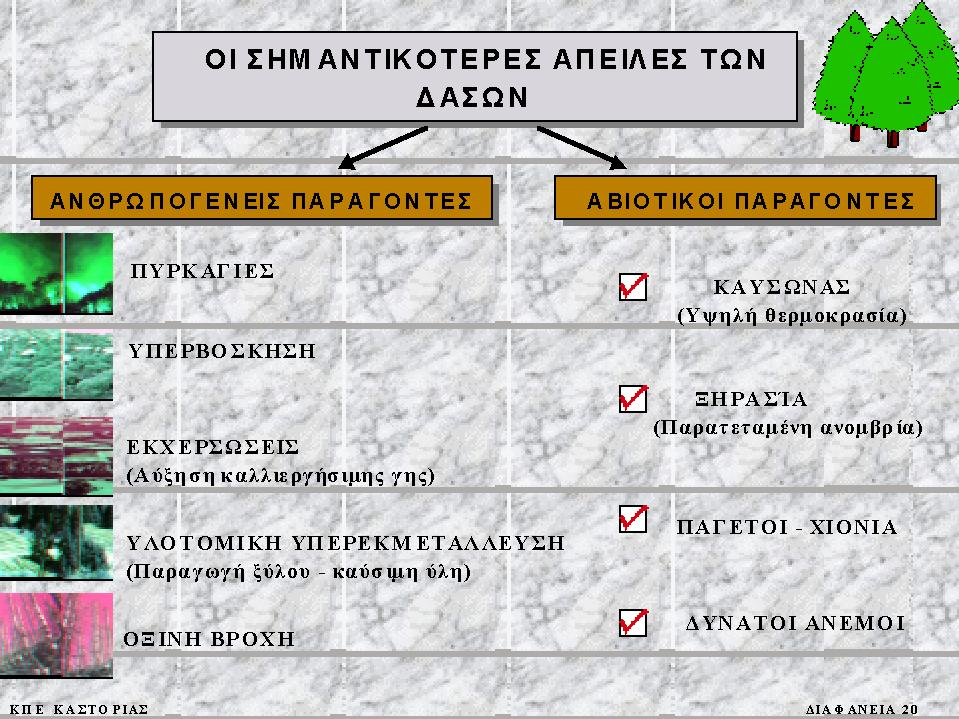 ΟΙ ΣΗΜΑΝΤΙΚΟΤΕΡΕΣ ΑΠΕΙΛΕΣ ΤΩΝ
ΔΑΣΩΝ
ΑΝΘΡΩΠΟΓΕΝΕΙΣ ΠΑΡΑΓΟΝΤΕΣ
ΠΥΡΚΑΓΙΕΣ
ΥΠΕΡΒΟΣΚΗΣΗ
ΕΚΧΕΡΣΩΣΕΙΣ
(Αύξηση καλλιεργήσιμης γης)
ΥΛΟΤΟΜΙΚΗ ΥΠΕΡΕΚΜΕΤΑΛΛΕΥΣΗ
(Παραγωγή ξύλου - καύσιμη ύλη)
ΟΞΙΝΗ ΒΡΟΧΗ
ΑΒΙΟΤΙΚΟΙ ΠΑΡΑΓΟΝΤΕΣ
ΚΑΥΣΩΝΑΣ
(Υψηλή θερμοκρασία)
ΞΗΡΑΣΊΑ
(Παρατεταμένη ανομβρία)
ΠΑΓΕΤΟΙ - ΧΙΟΝΙΑ
ΔΥΝΑΤΟΙ ΑΝΕΜΟΙ
ΚΠΕ ΚΑΣΤΟΡΙΑΣ
ΔΙΑΦΑΝΕΙΑ 20